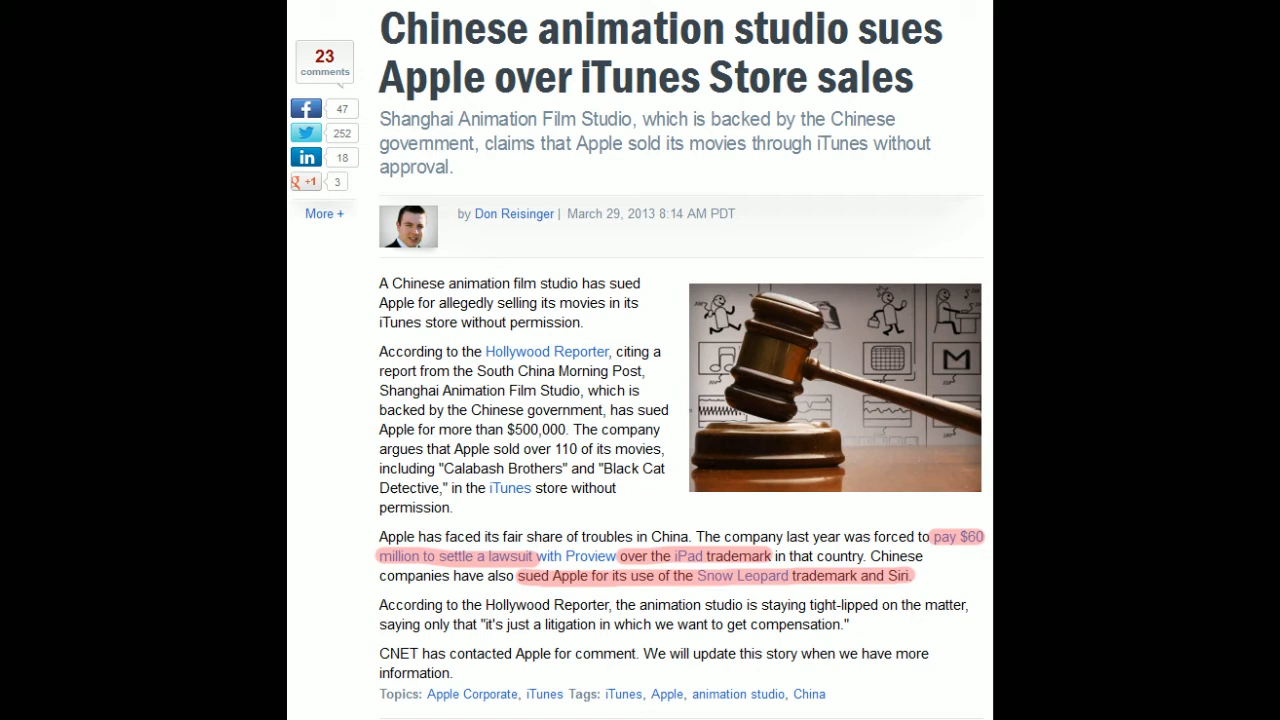 Chinese animation studio sues
Apple over iTunes Store sales
23
comments
47
252
18
+1
3
More +
Shanghai Animation Film Studio, which is backed by the Chinese
government, claims that Apple sold its movies through iTunes without
approval.
by Don Reisinger | March 29, 2013 8:14 AM PDT
A Chinese animation film studio has sued
Apple for allegedly selling its movies in its
iTunes store without permission.
According to the Hollywood Reporter, citing a
report from the South China Morning Post,
Shanghai Animation Film Studio, which is
backed by the Chinese government, has sued
Apple for more than $500,000. The company
argues that Apple sold over 110 of its movies,
including "Calabash Brothers" and "Black Cat
Detective," in the iTunes store without
permission.
Apple has faced its fair share of troubles in China. The company last year was forced to pay $60
million to settle a lawsuit with Proview over the iPad trademark in that country. Chinese
companies have also sued Apple for its use of the Snow Leopard trademark and Siri.
According to the Hollywood Reporter, the animation studio is staying tight-lipped on the matter,
saying only that "it's just a litigation in which we want to get compensation."
CNET has contacted Apple for comment. We will update this story when we have more
information.
Topics: Apple Corporate, iTunes Tags: iTunes, Apple, animation studio, China